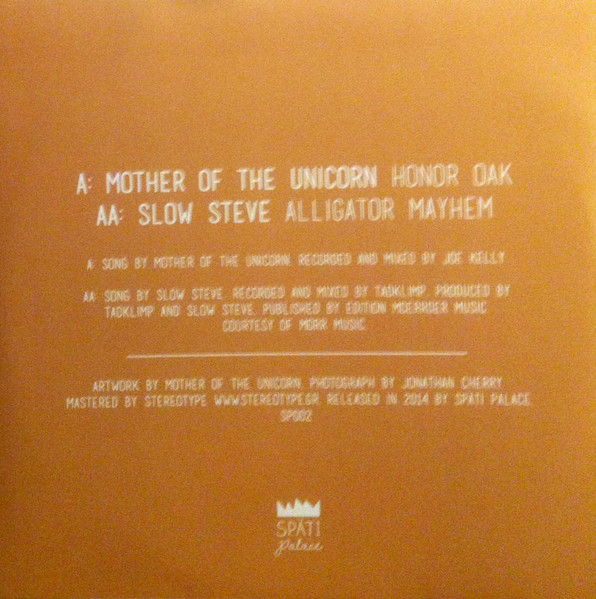 A: MOTHER OF THE UNICORN HONOR OAK
AA: SLOW STEVE ALLIGATOR MAYHEM
A: SONG BY MOTHER OF THE UNICORN. RECORDED AND MIXED BY JOE KELLY
AA: SONG BY SLOW STEVE. RECORDED AND MIXED BY TADKLIMP. PRODUCED BY
TADKLIMP AND SLOW STEVE. PUBLISHED BY EDITION MOERRDER MUSIC
COURTESY OF MORR MUSIC
ARTWORK BY MOTHER OF THE UNICORN. PHOTOGRAPH BY JONATHAN CHERRY
MASTERED BY STEREOTYPE WWW.STEREOTYPE.GR. RELEASED IN 2014 BY SPATI PALACE.
SP002
SPÄTI
Palace